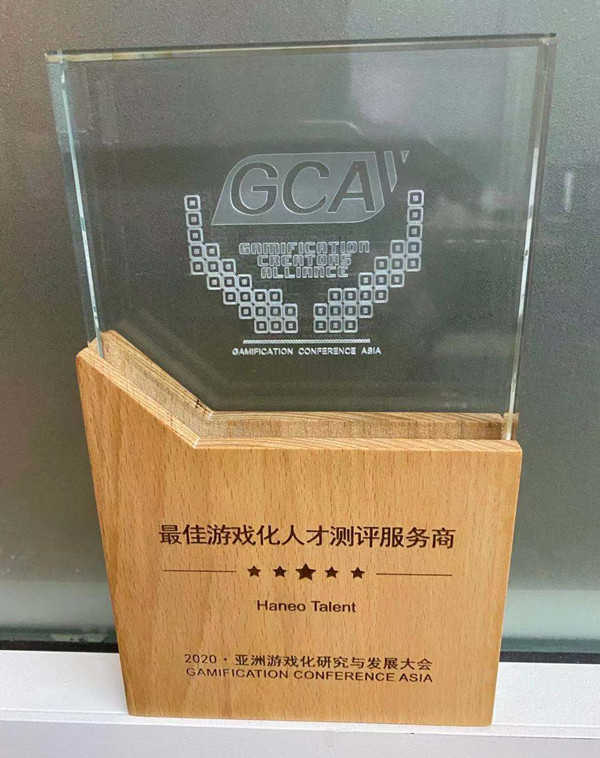 GCA
GAMIFICATION
CREATORS
ALLIANCE
GAMIFICATION CONFERENCE ASIA
最佳游戏化人才测评服务商
Haneo Talent
2020 · 亚洲游戏化研究与发展大会
GAMIFICATION CONFERENCE ASIA